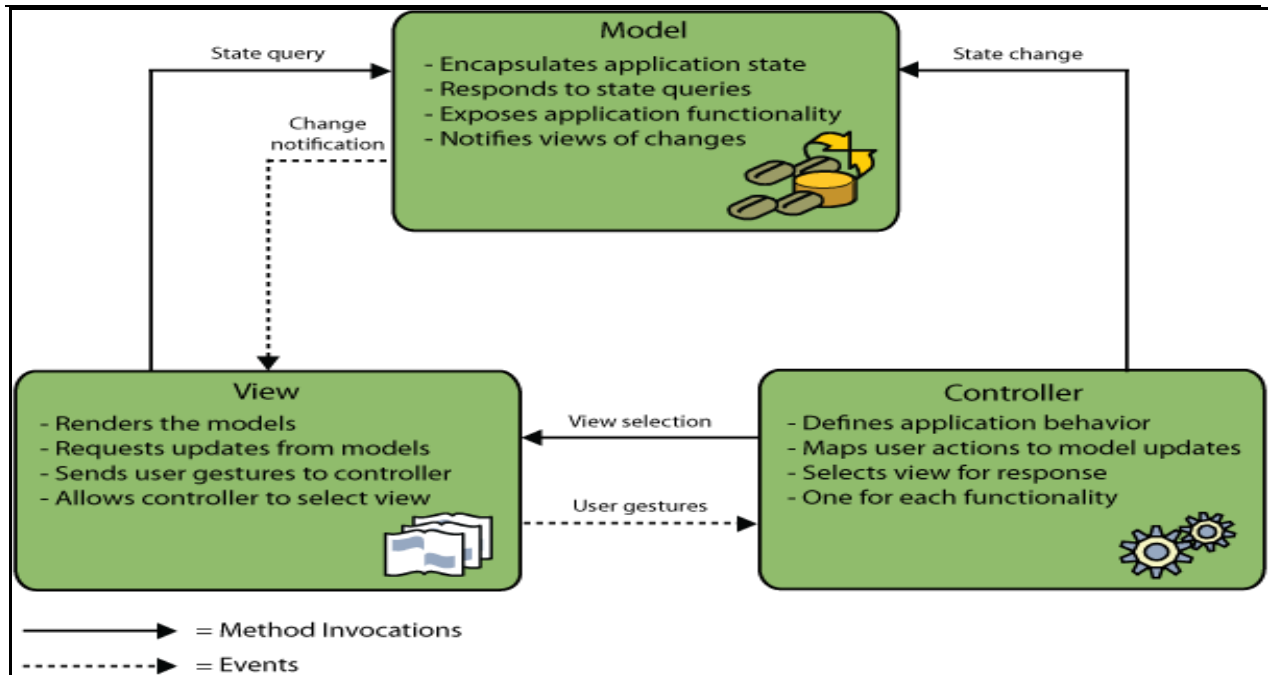 Model
- Encapsulates application state
- Responds to state queries
- Exposes application functionality
- Notifies views of changes
State query
State change
Change
notification
View
- Renders the models
- Requests updates from models
- Sends user gestures to controller
- Allows controller to select view
View selection
User gestures
Controller
- Defines application behavior
- Maps user actions to model updates
- Selects view for response
- One for each functionality
= Method Invocations
= Events